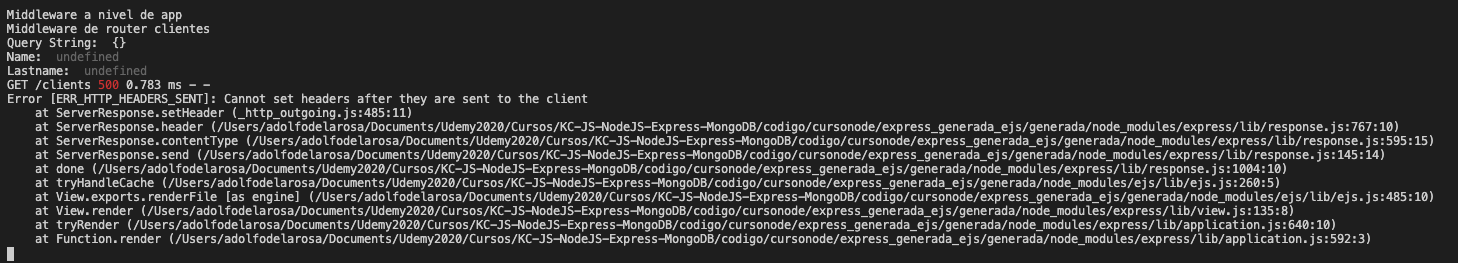 Middleware a nivel de app
Middleware de router clientes
Query String:  {}
Name:  undefined
Lastname:  undefined
GET /clients 500 0.783 ms - -
Error [ERR_HTTP_HEADERS_SENT]: Cannot set headers after they are sent to the client
    at ServerResponse.setHeader (_http_outgoing.js:485:11)
    at ServerResponse.header (/Users/adolfodelarosa/Documents/Udemy2020/Cursos/KC-JS-NodeJS-Express-MongoDB/codigo/cursonode/express_generada_ejs/generada/node_modules/express/lib/response.js:767:10)
    at ServerResponse.contentType (/Users/adolfodelarosa/Documents/Udemy2020/Cursos/KC-JS-NodeJS-Express-MongoDB/codigo/cursonode/express_generada_ejs/generada/node_modules/express/lib/response.js:595:15)
    at ServerResponse.send (/Users/adolfodelarosa/Documents/Udemy2020/Cursos/KC-JS-NodeJS-Express-MongoDB/codigo/cursonode/express_generada_ejs/generada/node_modules/express/lib/response.js:145:14)
    at done (/Users/adolfodelarosa/Documents/Udemy2020/Cursos/KC-JS-NodeJS-Express-MongoDB/codigo/cursonode/express_generada_ejs/generada/node_modules/express/lib/response.js:1004:10)
    at tryHandleCache (/Users/adolfodelarosa/Documents/Udemy2020/Cursos/KC-JS-NodeJS-Express-MongoDB/codigo/cursonode/express_generada_ejs/generada/node_modules/ejs/lib/ejs.js:260:5)
    at View.exports.renderFile [as engine] (/Users/adolfodelarosa/Documents/Udemy2020/Cursos/KC-JS-NodeJS-Express-MongoDB/codigo/cursonode/express_generada_ejs/generada/node_modules/ejs/lib/ejs.js:485:10)
    at View.render (/Users/adolfodelarosa/Documents/Udemy2020/Cursos/KC-JS-NodeJS-Express-MongoDB/codigo/cursonode/express_generada_ejs/generada/node_modules/express/lib/view.js:135:8)
    at tryRender (/Users/adolfodelarosa/Documents/Udemy2020/Cursos/KC-JS-NodeJS-Express-MongoDB/codigo/cursonode/express_generada_ejs/generada/node_modules/express/lib/application.js:640:10)
    at Function.render (/Users/adolfodelarosa/Documents/Udemy2020/Cursos/KC-JS-NodeJS-Express-MongoDB/codigo/cursonode/express_generada_ejs/generada/node_modules/express/lib/application.js:592:3)